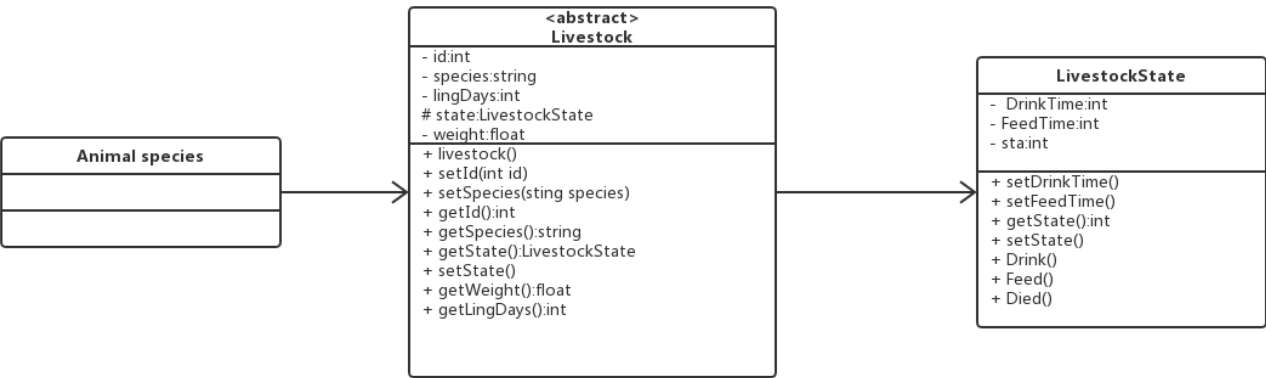 Animal species
<abstract>
Livestock
- id:int
- species:string
- lingDays:int
# state:LivestockState
- weight:float
+ livestock()
+ setId(int id)
+ setSpecies(sting species)
+ getId():int
+ getSpecies():string
+ getState():LivestockState
+ setState()
+ getWeight():float
+ getLingDays():int
LivestockState
- DrinkTime:int
- FeedTime:int
- sta:int
+ setDrinkTime()
+ setFeedTime()
+ getState():int
+ setState()
+ Drink()
+ Feed()
+ Died()